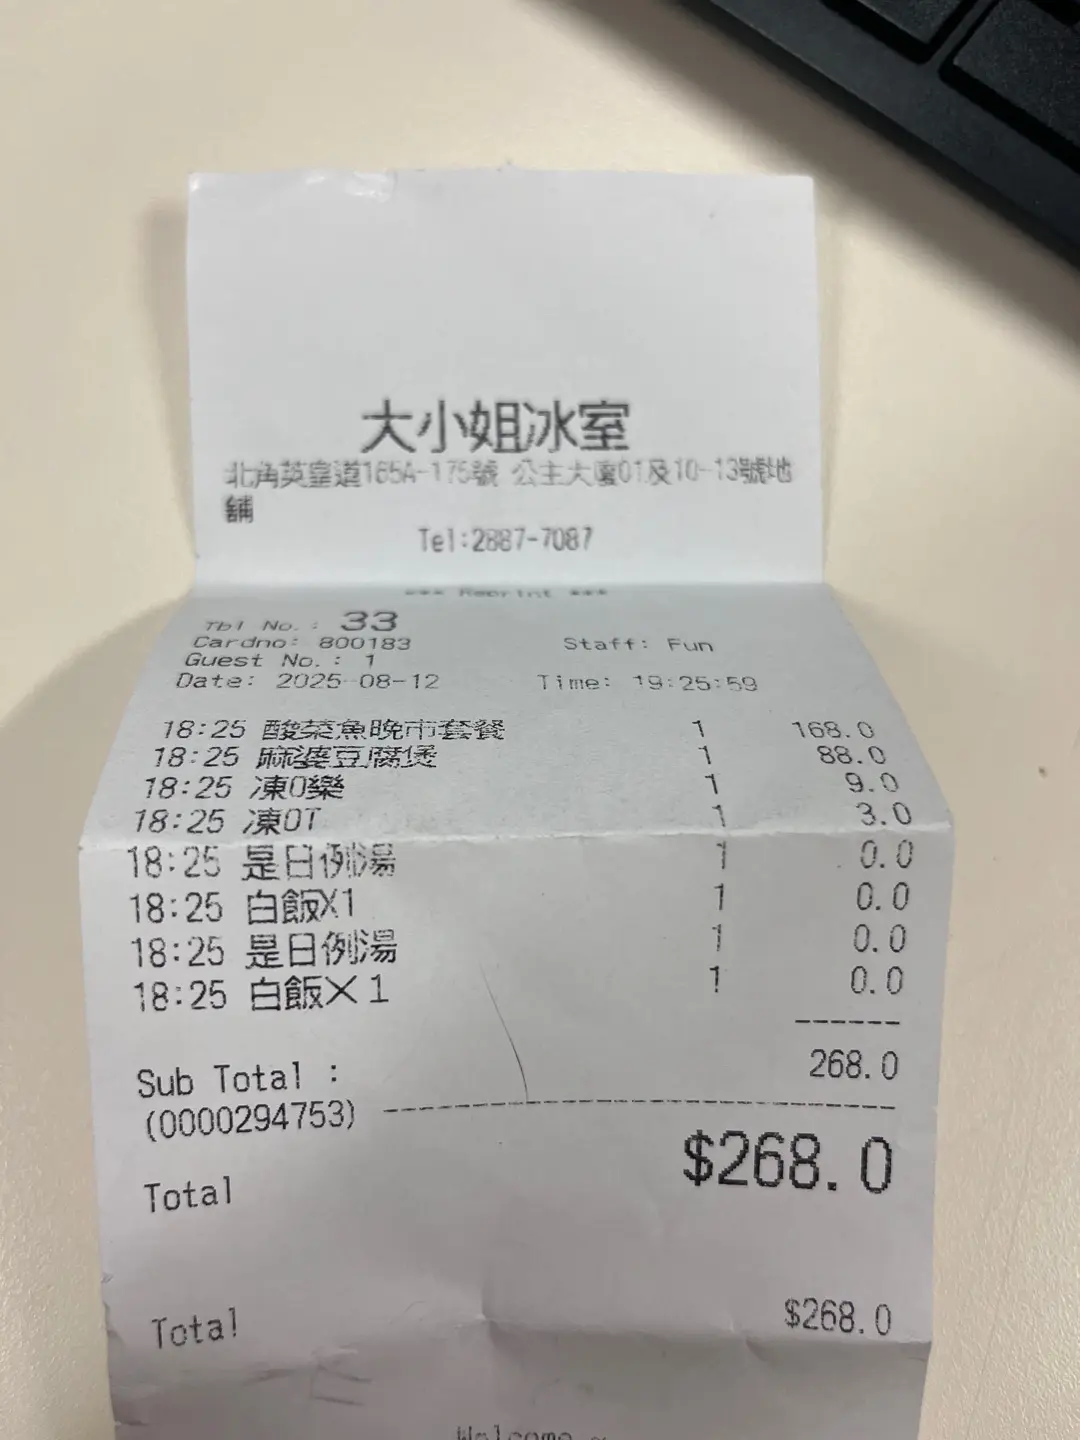 大小姐冰室
北角英皇道165A-175號 公主大廈01及10-13號地
舖
Tel:2887-7087
*** Reprint ***
Tbl No.: 33
Cardno: 800183 Staff: Fun
Guest No.: 1
Date: 2025-08-12 Time: 19:25:59
18:25 酸菜魚晚市套餐 1 168.0
18:25 麻婆豆腐煲 1 88.0
18:25 凍0樂 1 9.0
18:25 凍OT 1 3.0
18:25 是日例湯 1 0.0
18:25 白飯X1 1 0.0
18:25 是日例湯 1 0.0
18:25 白飯X1 1 0.0
------
Sub Total : 268.0
(0000294753) ------------------------------
Total $268.0
Total $268.0
Welcome ~